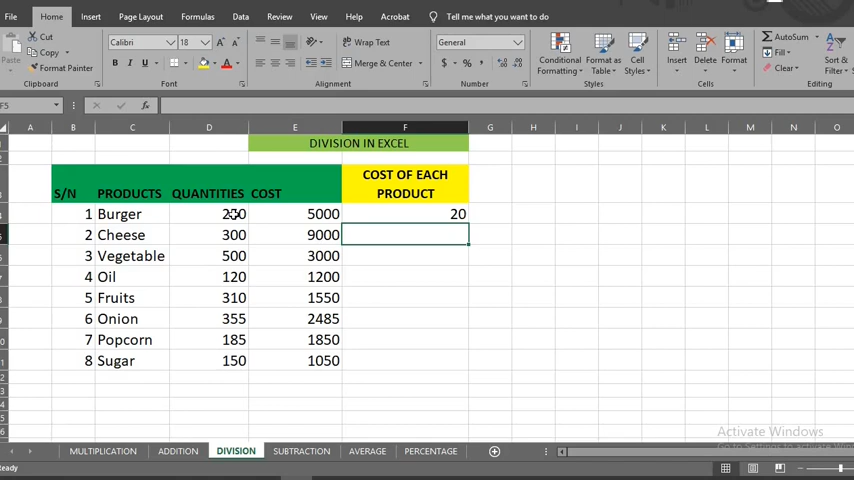 File Home Insert Page Layout Formulas Data Review View Help Acrobat Tell me what you want to do
Cut
Copy
Format Painter
Paste
Clipboard
Calibri 18
B I U
Font
Wrap Text
Merge & Center
Alignment
General
$ % ,
Number
Conditional Formatting
Format as Table
Cell Styles
Styles
Insert Delete Format
Cells
AutoSum
Fill
Clear
Sort &
Filter
F5 fx
A B C D E F G H I J K L M N O
DIVISION IN EXCEL
COST OF EACH
S/N PRODUCTS QUANTITIES COST PRODUCT
1 Burger 5000 20
2 Cheese 300 9000
3 Vegetable 500 3000
4 Oil 120 1200
5 Fruits 310 1550
6 Onion 355 2485
7 Popcorn 185 1850
8 Sugar 150 1050
Activate Windows
MULTIPLICATION ADDITION DIVISION SUBTRACTION AVERAGE PERCENTAGE
Ready